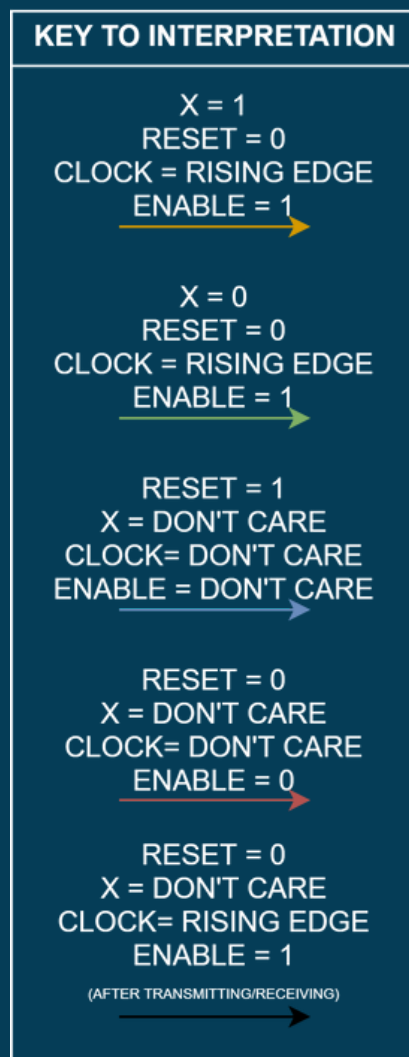 KEY TO INTERPRETATION
X = 1
RESET = 0
CLOCK = RISING EDGE
ENABLE = 1
X = 0
RESET = 0
CLOCK = RISING EDGE
ENABLE = 1
RESET = 1
X = DON'T CARE
CLOCK= DON'T CARE
ENABLE = DON'T CARE
RESET = 0
X = DON'T CARE
CLOCK= DON'T CARE
ENABLE = 0
RESET = 0
X = DON'T CARE
CLOCK= RISING EDGE
ENABLE = 1
(AFTER TRANSMITTING/RECEIVING)